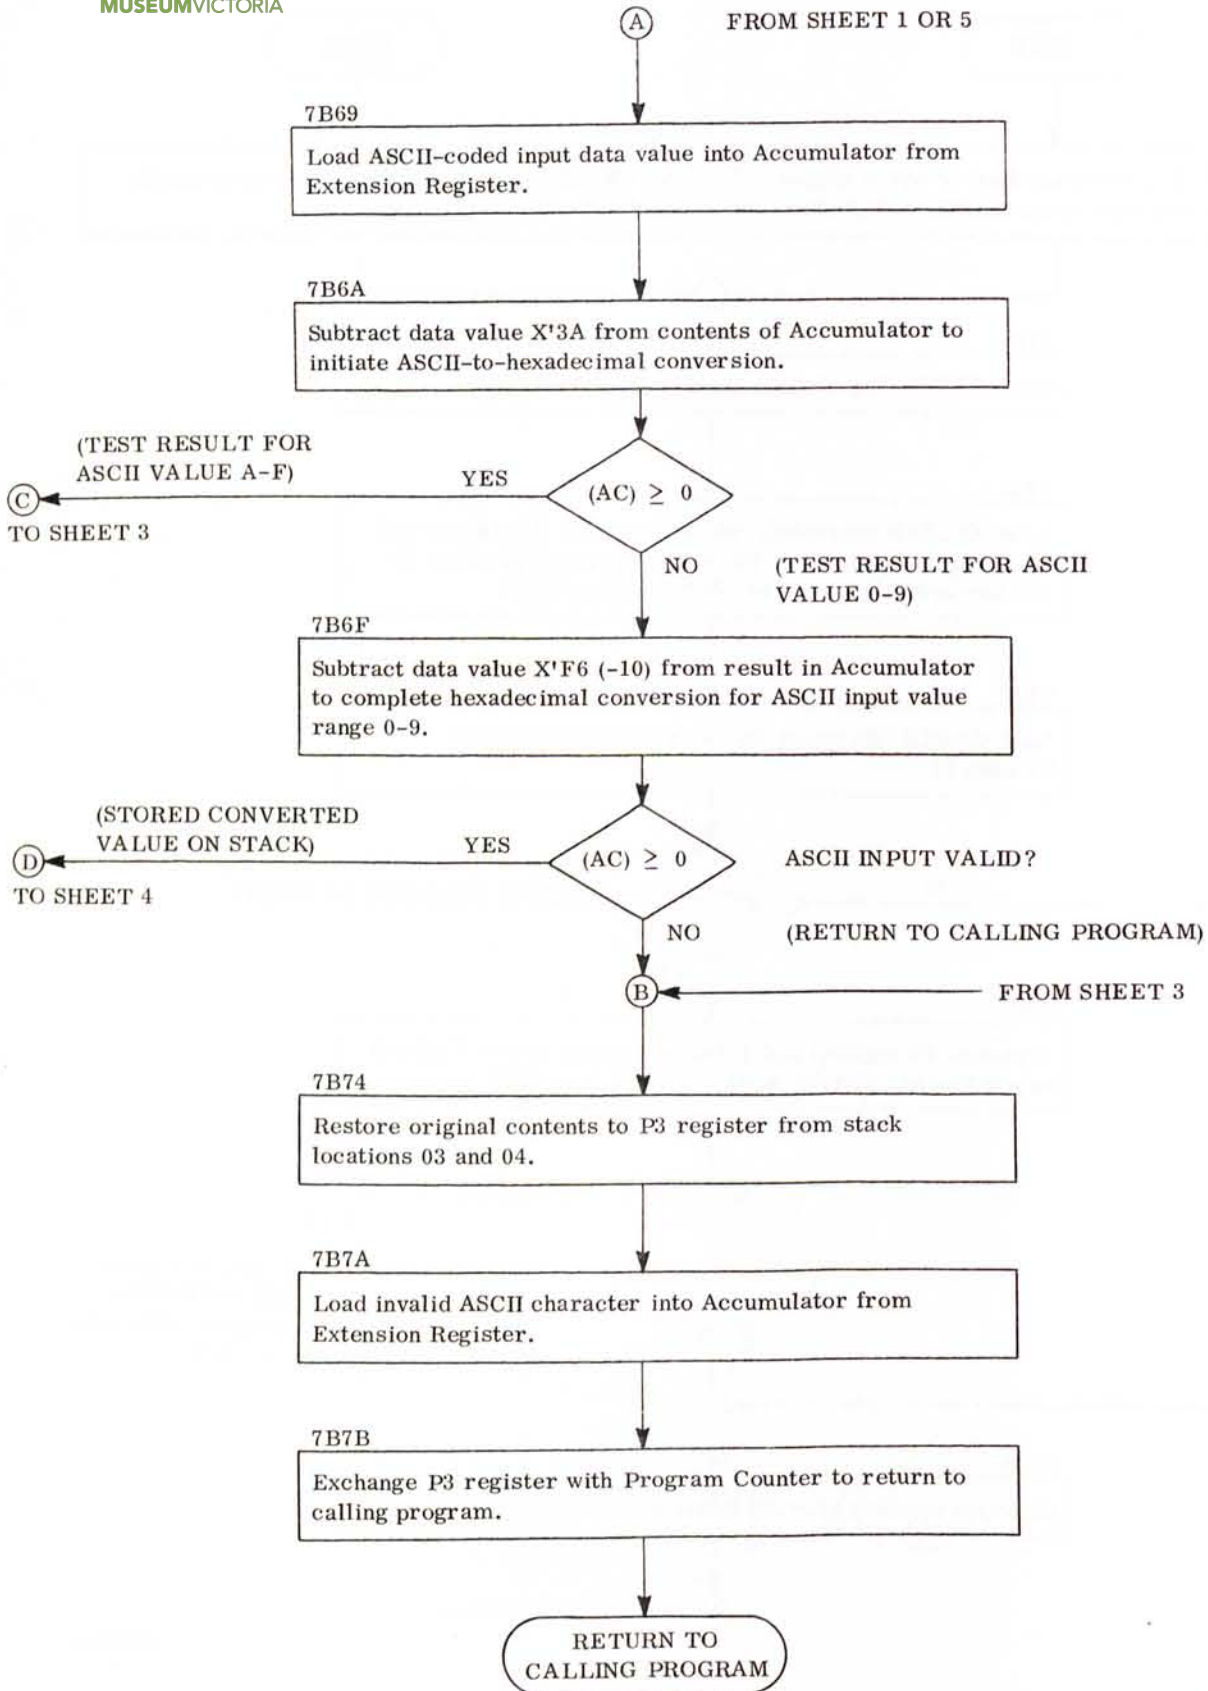 MUSEUMVICTORIA
A FROM SHEET 1 OR 5
7B69
Load ASCII-coded input data value into Accumulator from
Extension Register.
7B6A
Subtract data value X'3A from contents of Accumulator to
initiate ASCII-to-hexadecimal conversion.
(TEST RESULT FOR
ASCII VALUE A-F)
YES
(AC) ≥ 0
C
TO SHEET 3
NO
(TEST RESULT FOR ASCII
VALUE 0-9)
7B6F
Subtract data value X'F6 (-10) from result in Accumulator
to complete hexadecimal conversion for ASCII input value
range 0-9.
(STORED CONVERTED
VALUE ON STACK)
YES
(AC) ≥ 0
ASCII INPUT VALID?
D
TO SHEET 4
NO
(RETURN TO CALLING PROGRAM)
B
FROM SHEET 3
7B74
Restore original contents to P3 register from stack
locations 03 and 04.
7B7A
Load invalid ASCII character into Accumulator from
Extension Register.
7B7B
Exchange P3 register with Program Counter to return to
calling program.
RETURN TO
CALLING PROGRAM